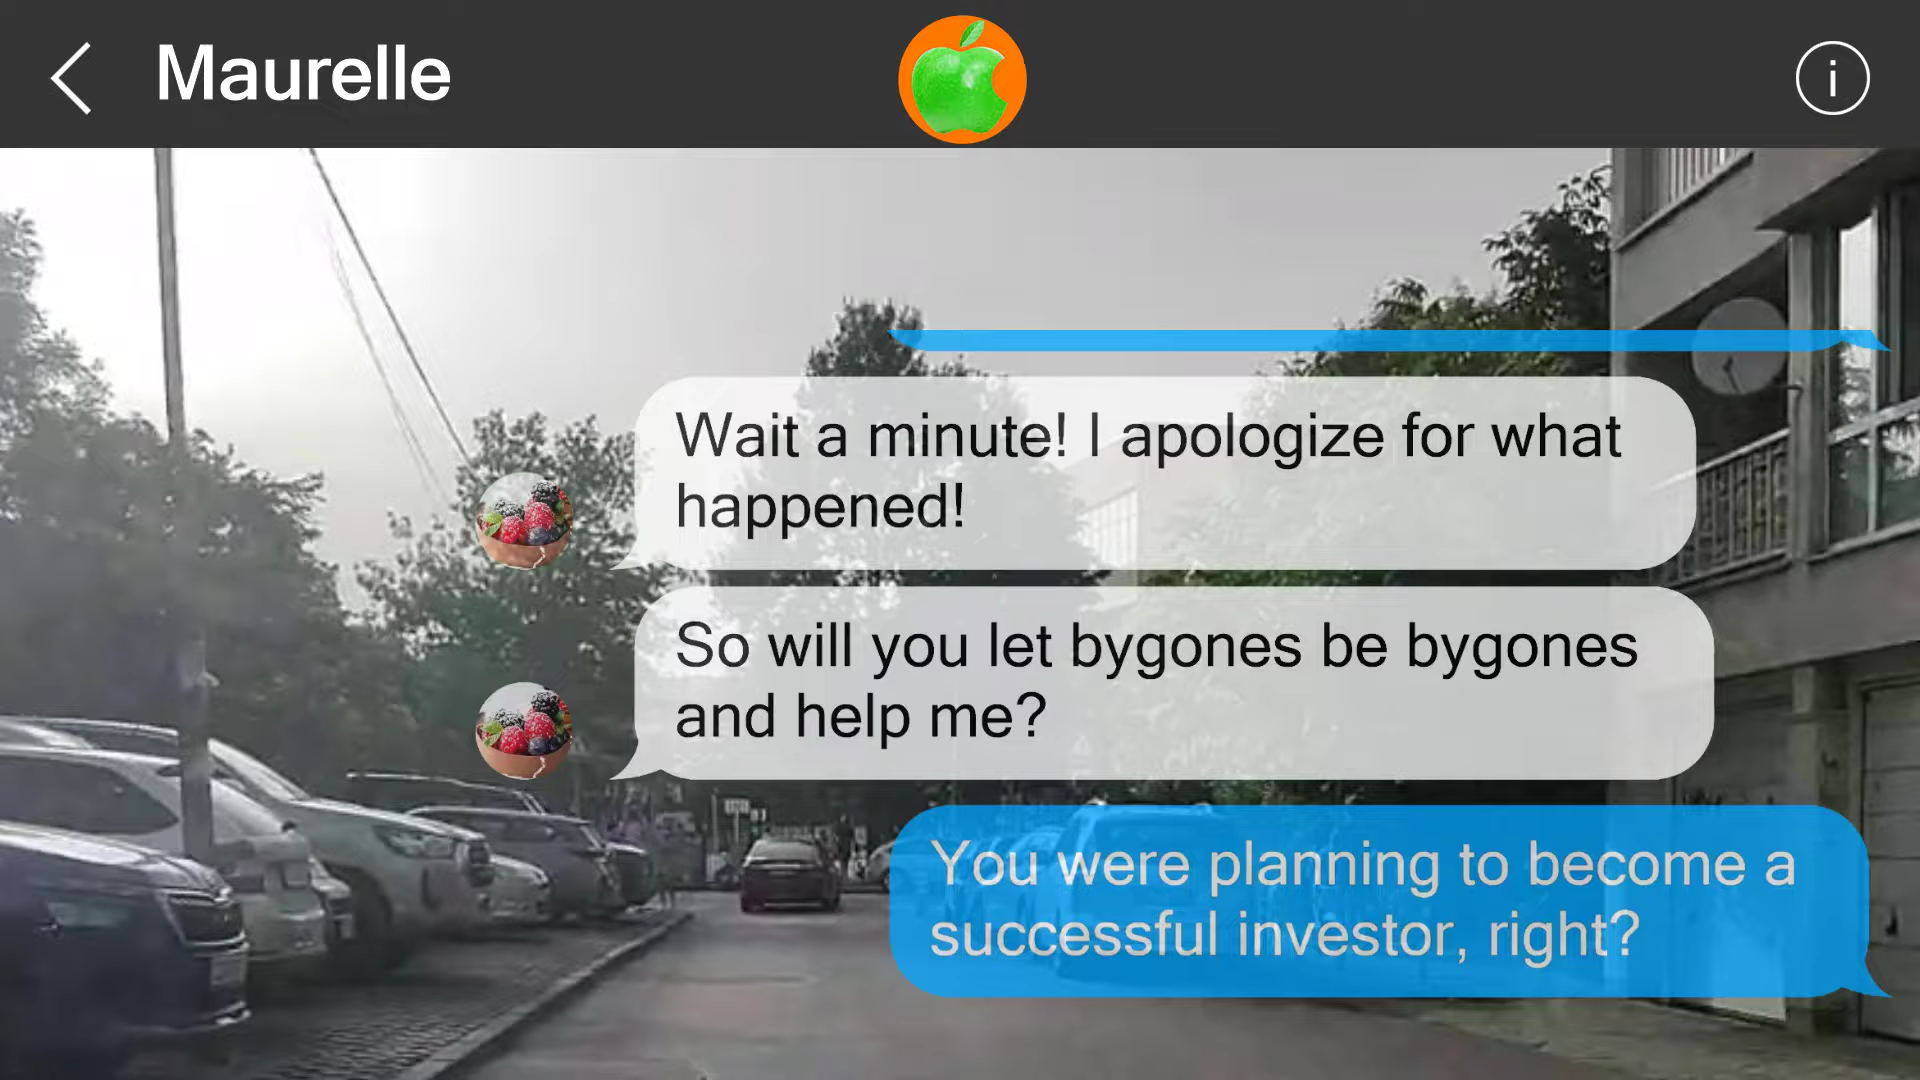 Maurelle
Wait a minute! I apologize for what
happened!
So will you let bygones be bygones
and help me?
You were planning to become a
successful investor, right?